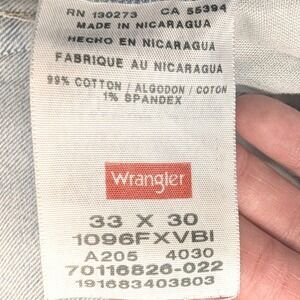 RN 130273 CA 55394
MADE IN NICARAGUA
HECHO EN NICARAGUA
FABRIQUE AU NICARAGUA
99% COTTON / ALGODON / COTON
1% SPANDEX
Wrangler
33 X 30
1096FXVBI
A205 4030
70116826-022
191683403803